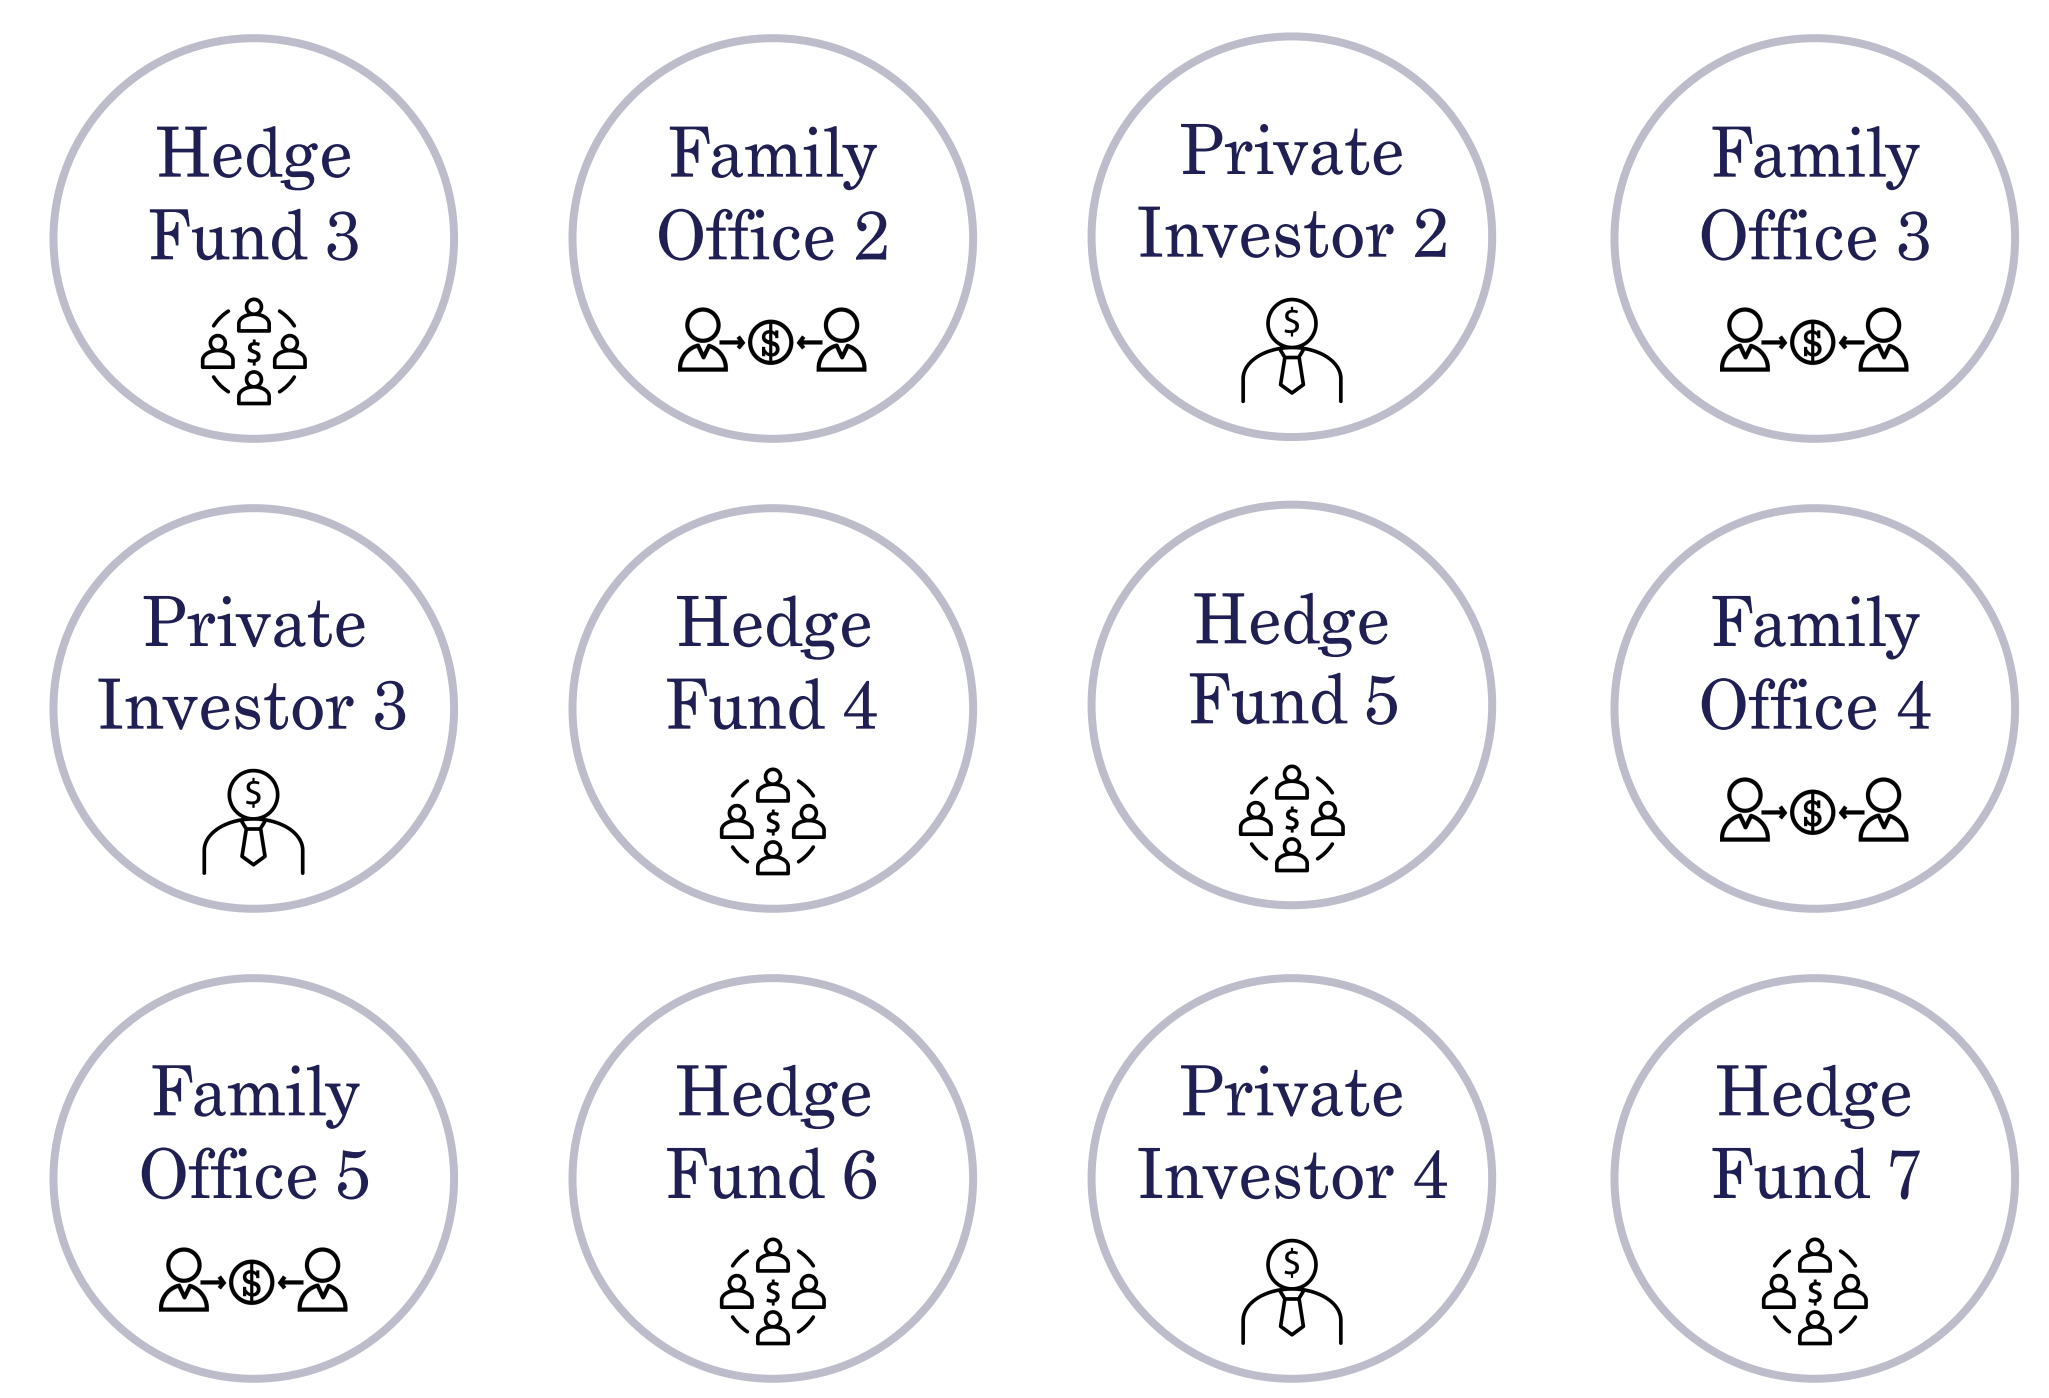 Hedge
Fund 3
$
Family
Office 2
$
Private
Investor 2
$
Family
Office 3
$
Private
Investor 3
$
Hedge
Fund 4
$
Hedge
Fund 5
$
Family
Office 4
$
Family
Office 5
$
Hedge
Fund 6
$
Private
Investor 4
$
Hedge
Fund 7
$